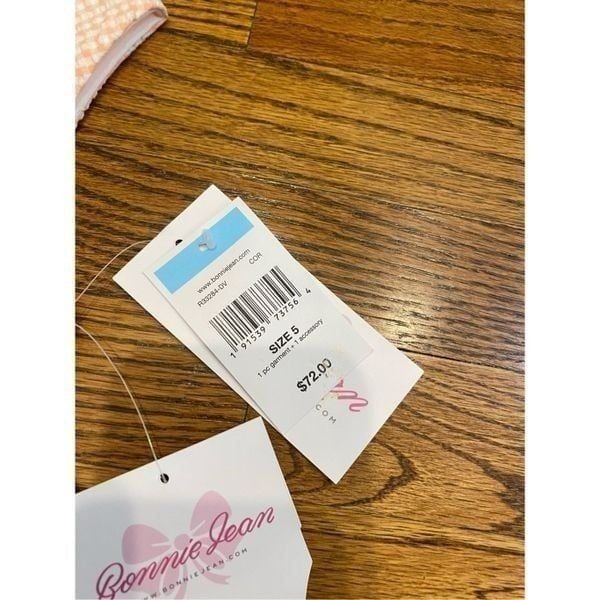 www.bonniejean.com
R33284-DV
COR
1 91539 73756 4
SIZE 5
1 pc garment + 1 accessory
$72.00
COM
Bonnie Jean
WWW.BONNIEJEAN.COM